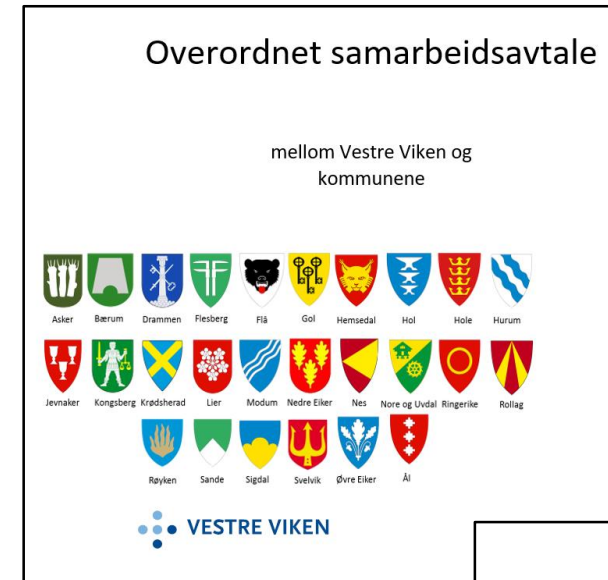 Overordnet samarbeidsavtale
mellom Vestre Viken og
kommunene
Asker Bærum Drammen Flesberg Flå Gol Hemsedal Hol Hole Hurum
Jevnaker Kongsberg Krødsherad Lier Modum Nedre Eiker Nes Nore og Uvdal Ringerike Rollag
Røyken Sande Sigdal Svelvik Øvre Eiker Ål
VESTRE VIKEN